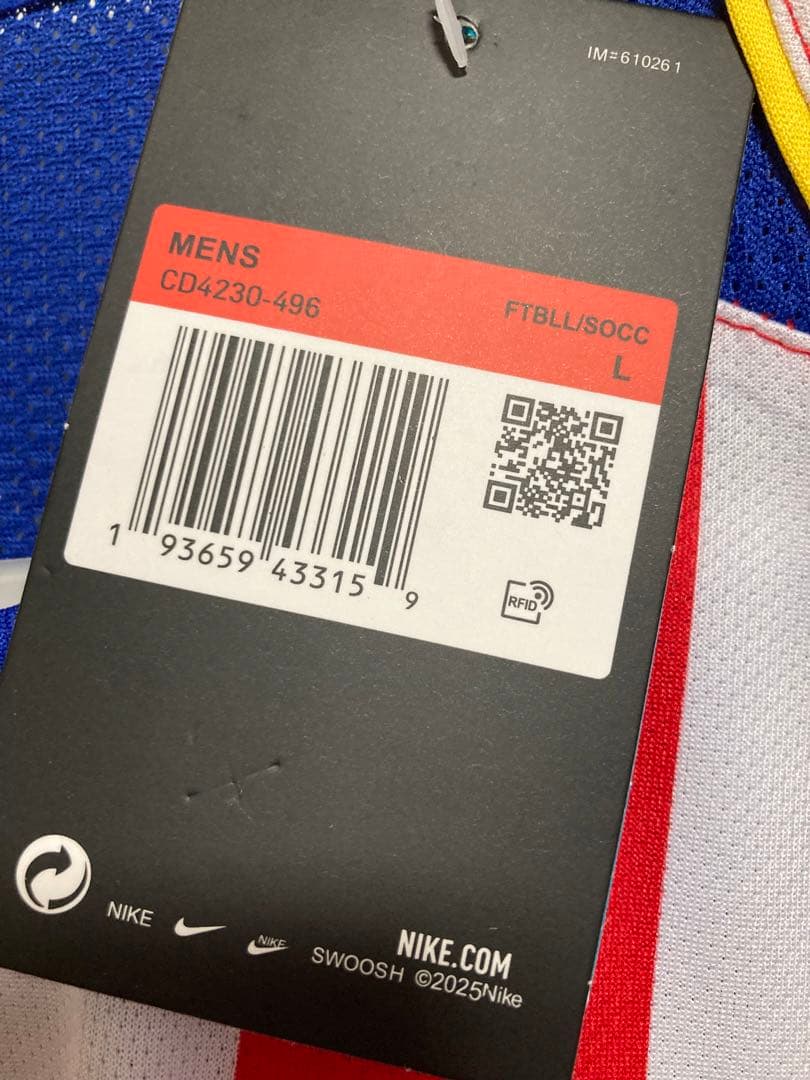 IM#610261
MENS
CD4230-496
FTBLL/SOCC
L
1 93659 43315 9
RFID
NIKE
NIKE
NIKE.COM
SWOOSH ©2025Nike